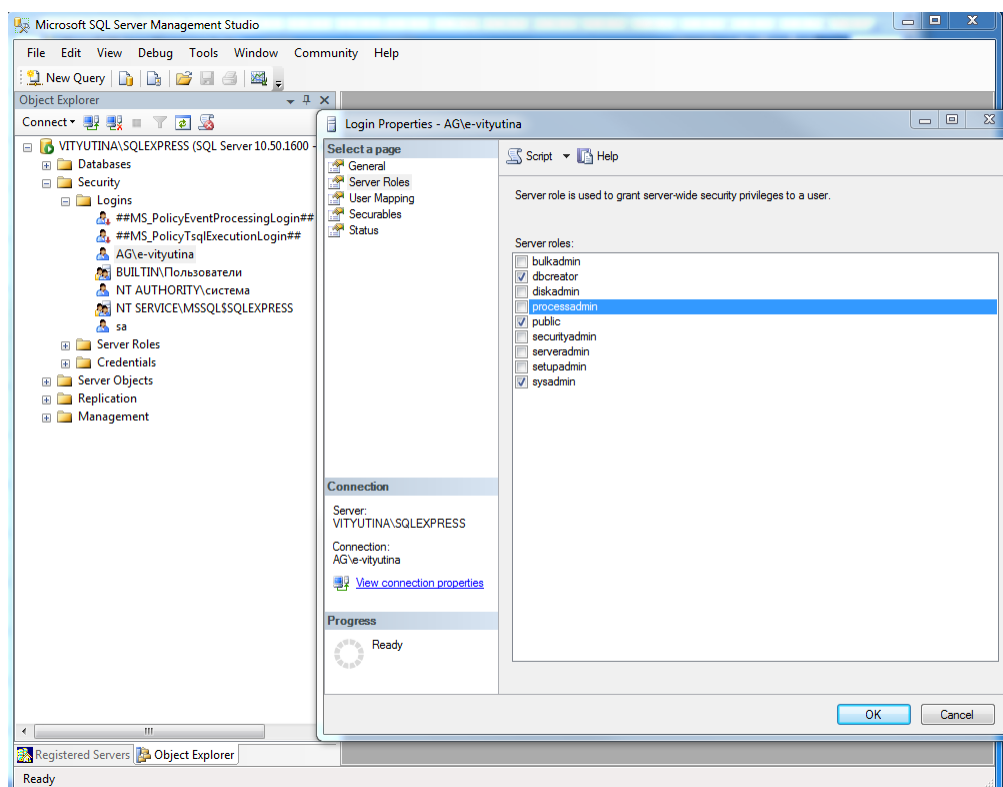 Microsoft SQL Server Management Studio
File Edit View Debug Tools Window Community Help
New Query
Object Explorer
Connect
VITYUTINA\SQLEXPRESS (SQL Server 10.50.1600 -
Databases
Security
Logins
##MS_PolicyEventProcessingLogin##
##MS_PolicyTsqlExecutionLogin##
AG\e-vityutina
BUILTIN\Пользователи
NT AUTHORITY\система
NT SERVICE\MSSQL$SQLEXPRESS
sa
Server Roles
Credentials
Server Objects
Replication
Management
Registered Servers Object Explorer
Ready
Login Properties - AG\e-vityutina
Select a page
General
Server Roles
User Mapping
Securables
Status
Connection
Server:
VITYUTINA\SQLEXPRESS
Connection:
AG\e-vityutina
View connection properties
Progress
Ready
Script Help
Server role is used to grant server-wide security privileges to a user.
Server roles:
bulkadmin
dbcreator
diskadmin
processadmin
public
securityadmin
serveradmin
setupadmin
sysadmin
OK Cancel